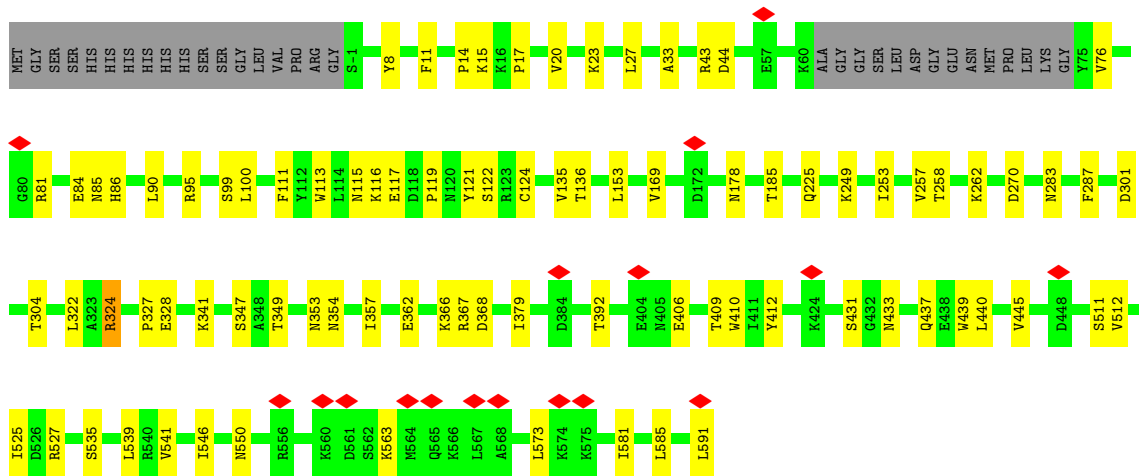 MET GLY SER SER HIS HIS HIS HIS HIS HIS SER SER GLY LEU VAL PRO ARG GLY S-1 Y8 F11 P14 K15 K16 P17 V20 K23 L27 A33 R43 D44 E57 K60 ALA GLY GLY SER LEU ASP GLY GLU ASN MET PRO LEU LYS GLY Y75 V76
G80 R81 E84 N85 H86 L90 R95 S99 L100 F111 Y112 W113 L114 N115 K116 E117 D118 P119 N120 Y121 S122 R123 C124 V135 T136 L153 V169 D172 N178 T185 Q225 K249 I253 V257 T258 K262 D270 N283 F287 D301
T304 L322 A323 R324 P327 E328 K341 S347 A348 T349 N353 N354 I357 E362 K366 R367 D368 I379 D384 T392 E404 N405 E406 T409 W410 I411 Y412 K424 S431 G432 N433 Q437 E438 W439 L440 V445 D448 S511 V512
I525 D526 R527 S535 L539 R540 V541 I546 N550 R556 K560 D561 S562 K563 M564 Q565 K566 L567 A568 L573 K574 K575 I581 L585 L591